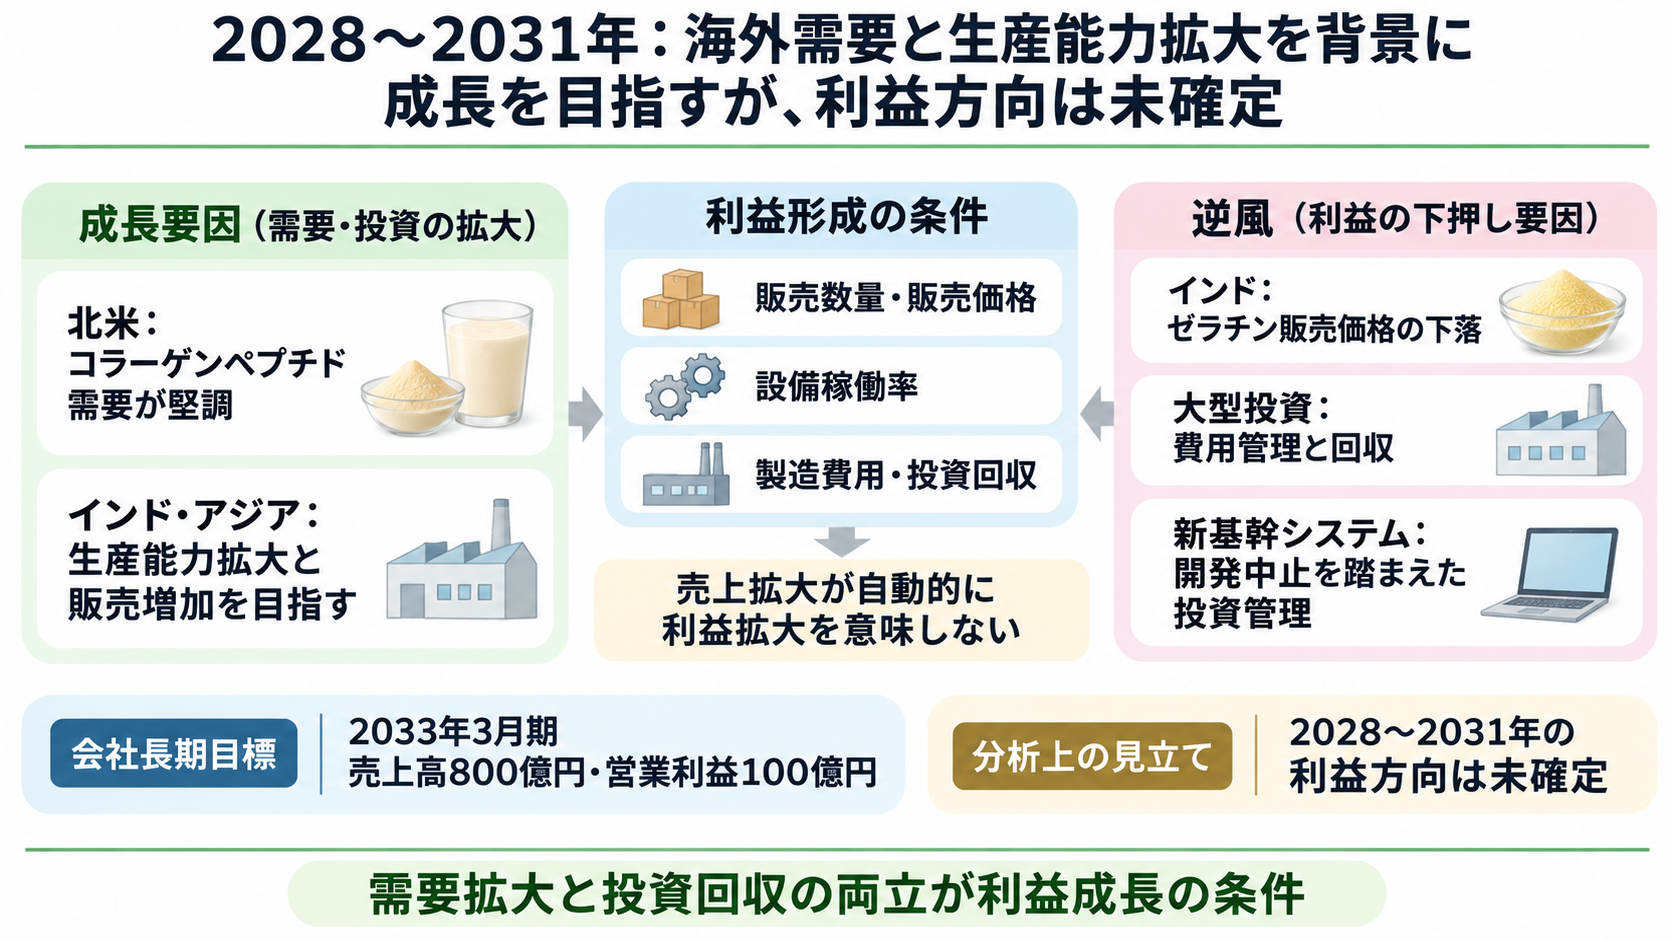 2028～2031年：海外需要と生産能力拡大を背景に
成長を目指すが、利益方向は未確定
成長要因（需要・投資の拡大）
北米：
コラーゲンペプチド
需要が堅調
インド・アジア：
生産能力拡大と
販売増加を目指す
利益形成の条件
販売数量・販売価格
設備稼働率
製造費用・投資回収
売上拡大が自動的に
利益拡大を意味しない
逆風（利益の下押し要因）
インド：
ゼラチン販売価格の下落
大型投資：
費用管理と回収
新基幹システム：
開発中止を踏まえた
投資管理
会社長期目標
2033年3月期
売上高800億円・営業利益100億円
分析上の見立て
2028～2031年の
利益方向は未確定
需要拡大と投資回収の両立が利益成長の条件